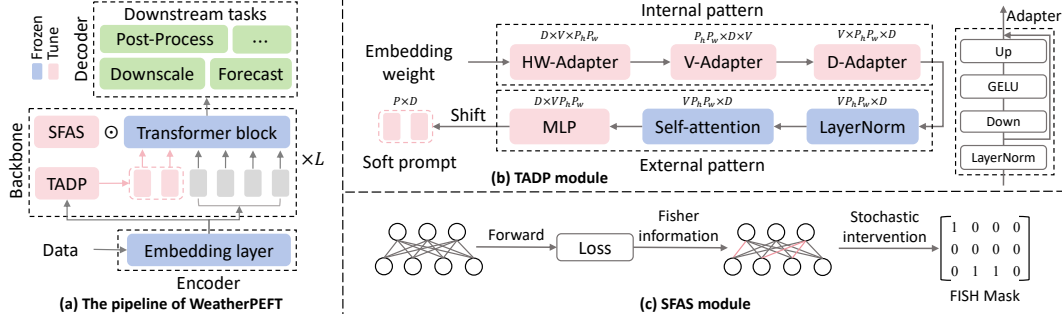 Frozen
Tune
Decoder
Downstream tasks
Post-Process
...
Downscale
Forecast
Backbone
SFAS
⊙
Transformer block
×L
TADP
Data
Embedding layer
Encoder
(a) The pipeline of WeatherPEFT
Internal pattern
D×V×P_hP_w
P_hP_w×D×V
V×P_hP_w×D
Embedding
weight
HW-Adapter
V-Adapter
D-Adapter
P×D
Shift
D×VP_hP_w
VP_hP_w×D
VP_hP_w×D
MLP
Self-attention
LayerNorm
Soft prompt
External pattern
(b) TADP module
Adapter
Up
GELU
Down
LayerNorm
Forward
Loss
Fisher
information
Stochastic
intervention
1 0 0 0
0 0 0 0
0 1 1 0
FISH Mask
(c) SFAS module